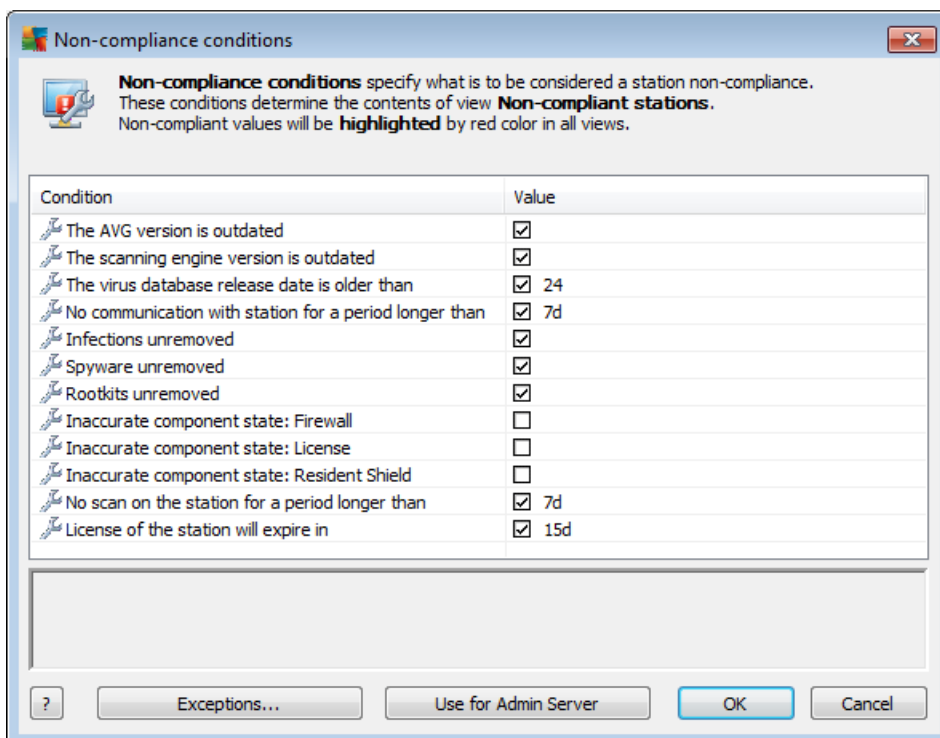 Non-compliance conditions
Non-compliance conditions specify what is to be considered a station non-compliance.
These conditions determine the contents of view Non-compliant stations.
Non-compliant values will be highlighted by red color in all views.
Condition Value
The AVG version is outdated
The scanning engine version is outdated
The virus database release date is older than 24
No communication with station for a period longer than 7d
Infections unremoved
Spyware unremoved
Rootkits unremoved
Inaccurate component state: Firewall
Inaccurate component state: License
Inaccurate component state: Resident Shield
No scan on the station for a period longer than 7d
License of the station will expire in 15d
? Exceptions... Use for Admin Server OK Cancel